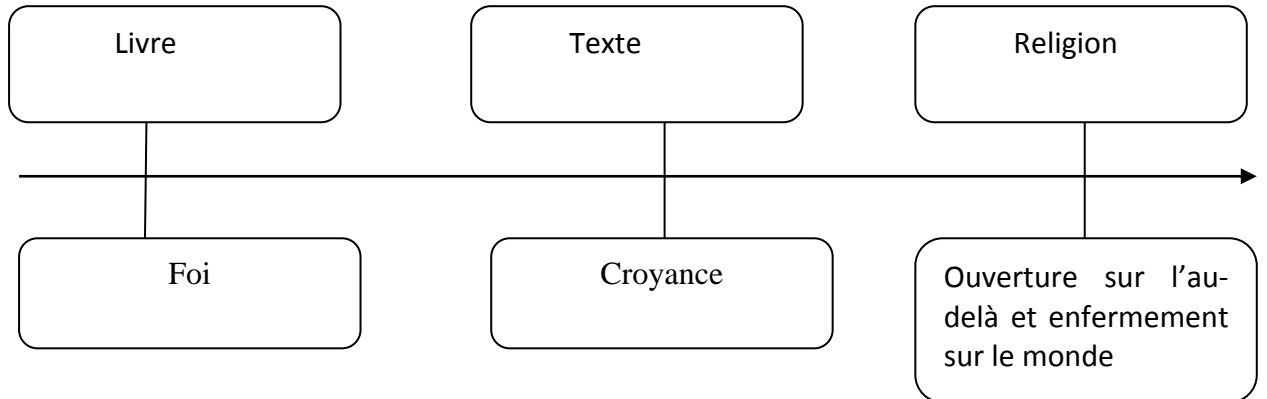 Livre
Texte
Religion
Foi
Croyance
Ouverture sur l’au-
delà et enfermement
sur le monde